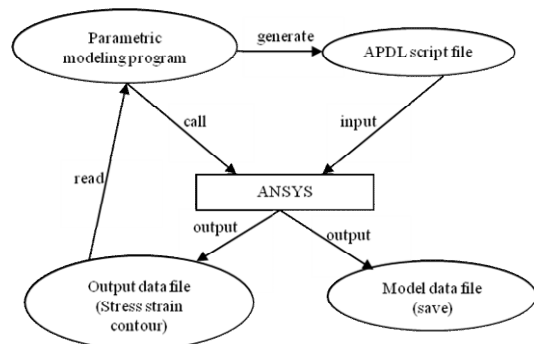 Parametric
modeling program
generate
APDL script file
call
input
read
ANSYS
output
output
Output data file
(Stress strain
contour)
Model data file
(save)